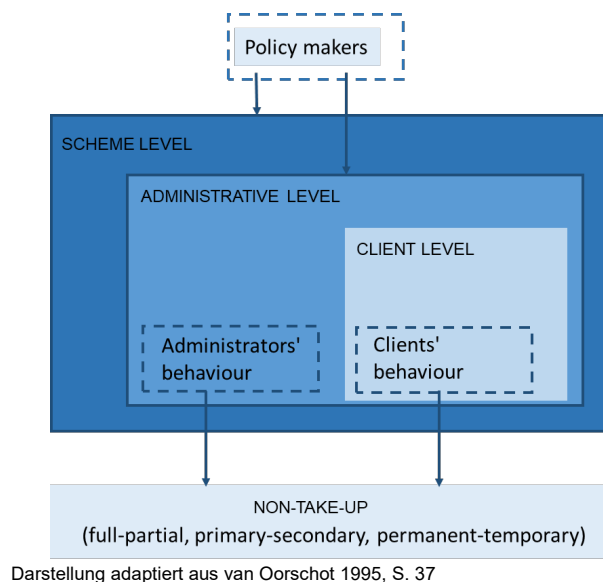 Policy makers
SCHEME LEVEL
ADMINISTRATIVE LEVEL
CLIENT LEVEL
Administrators'
behaviour
Clients'
behaviour
NON-TAKE-UP
(full-partial, primary-secondary, permanent-temporary)
Darstellung adaptiert aus van Oorschot 1995, S. 37